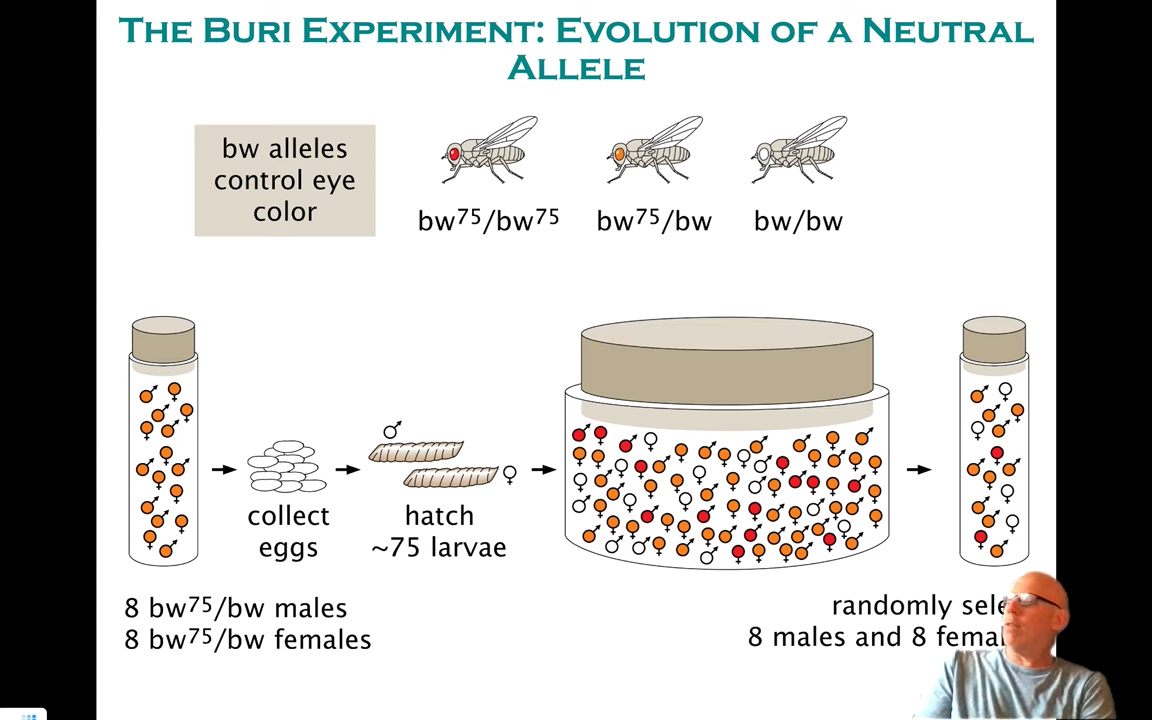 THE BURI EXPERIMENT: EVOLUTION OF A NEUTRAL
ALLELE
bw alleles
control eye
color
bw75/bw75
bw75/bw
bw/bw
collect
eggs
hatch
~75 larvae
8 bw75/bw males
8 bw75/bw females
randomly
8 males and 8